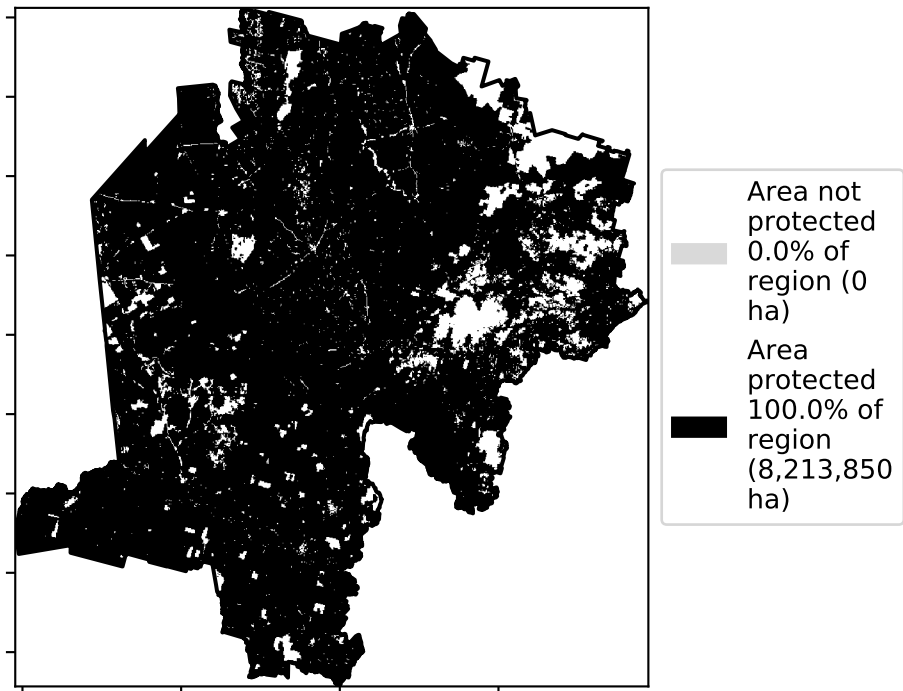 Area not
protected
0.0% of
region (0
ha)
Area
protected
100.0% of
region
(8,213,850
ha)